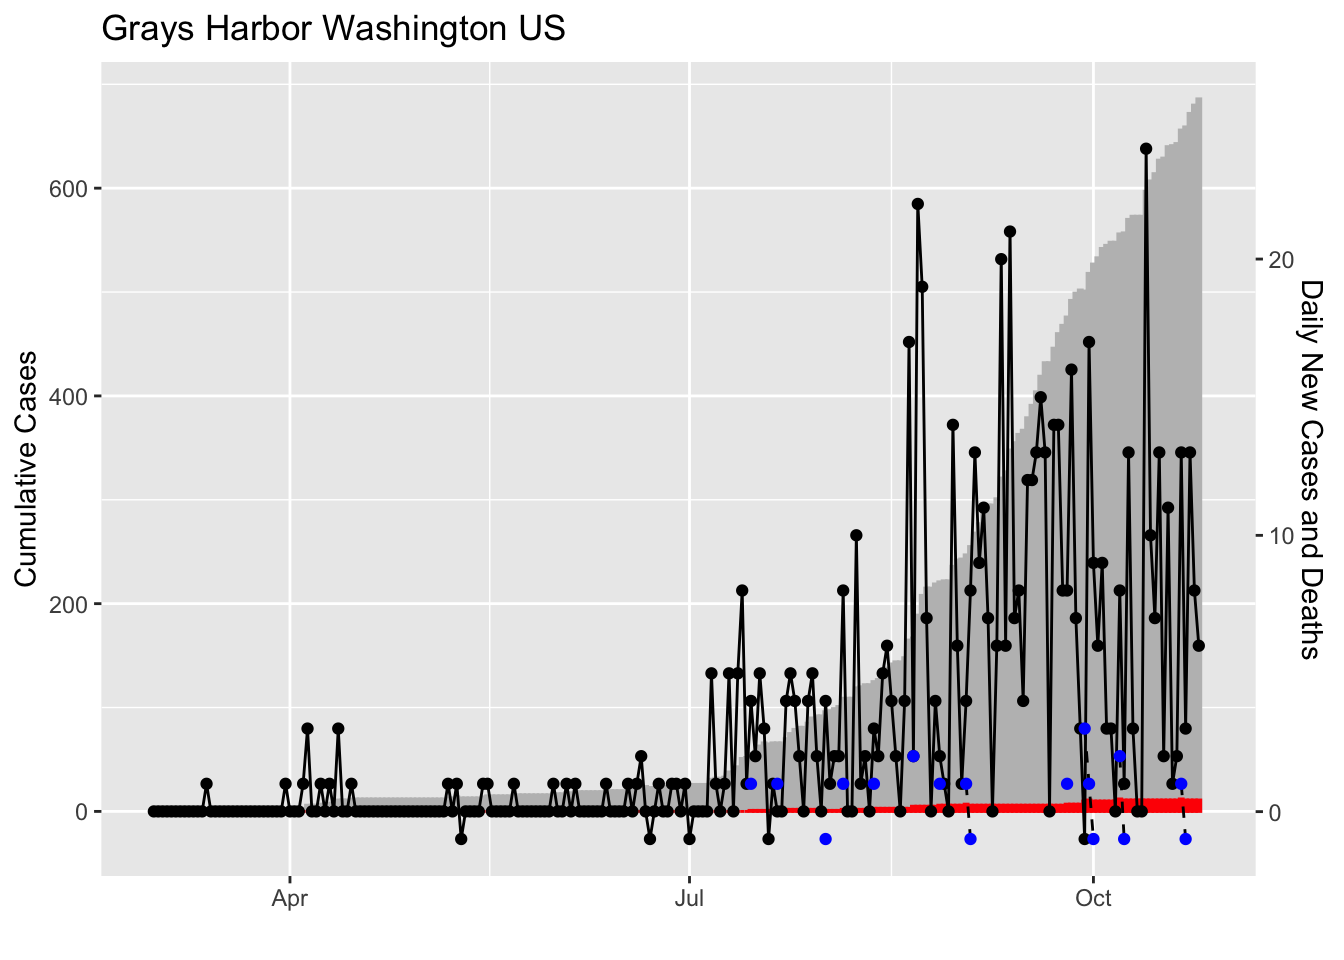 Grays Harbor Washington US
Cumulative Cases
600
400
200
0
20
10
0
Daily New Cases and Deaths
Apr
Jul
Oct